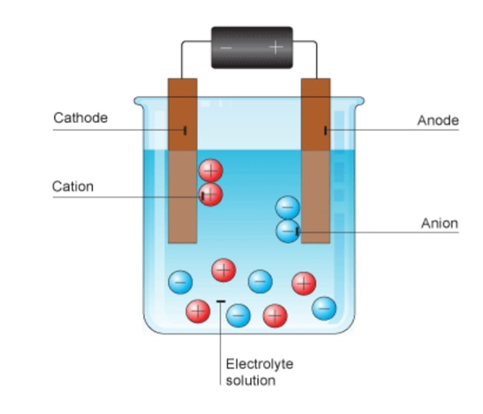 − +
Cathode
Anode
Cation
Anion
+
+
−
−
+
−
−
+
+
−
+
−
Electrolyte
solution